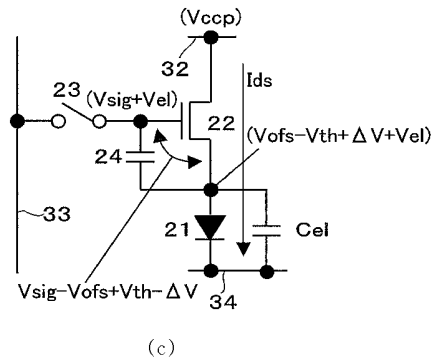 (Vccp)
32
Ids
23
(Vsig+Vel)
22
24
(Vofs-Vth+ΔV+Vel)
33
21
Cel
Vsig-Vofs+Vth-ΔV
34
(c)